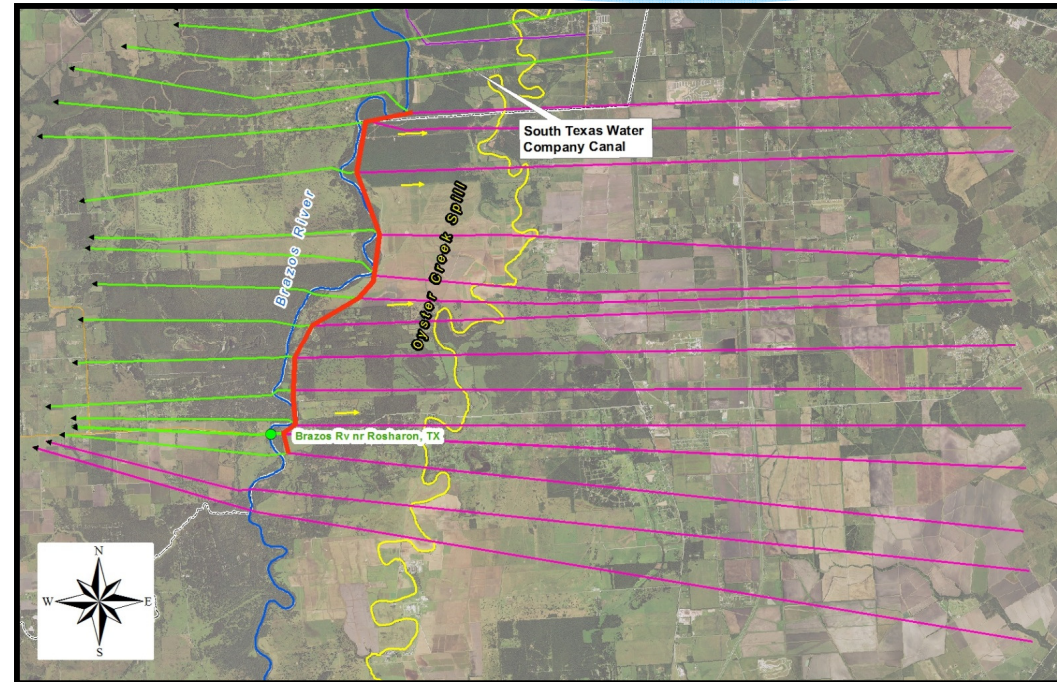 South Texas Water
Company Canal
Brazos River
Oyster Creek Spill
Brazos Rv nr Rosharon, TX
N
W
E
S